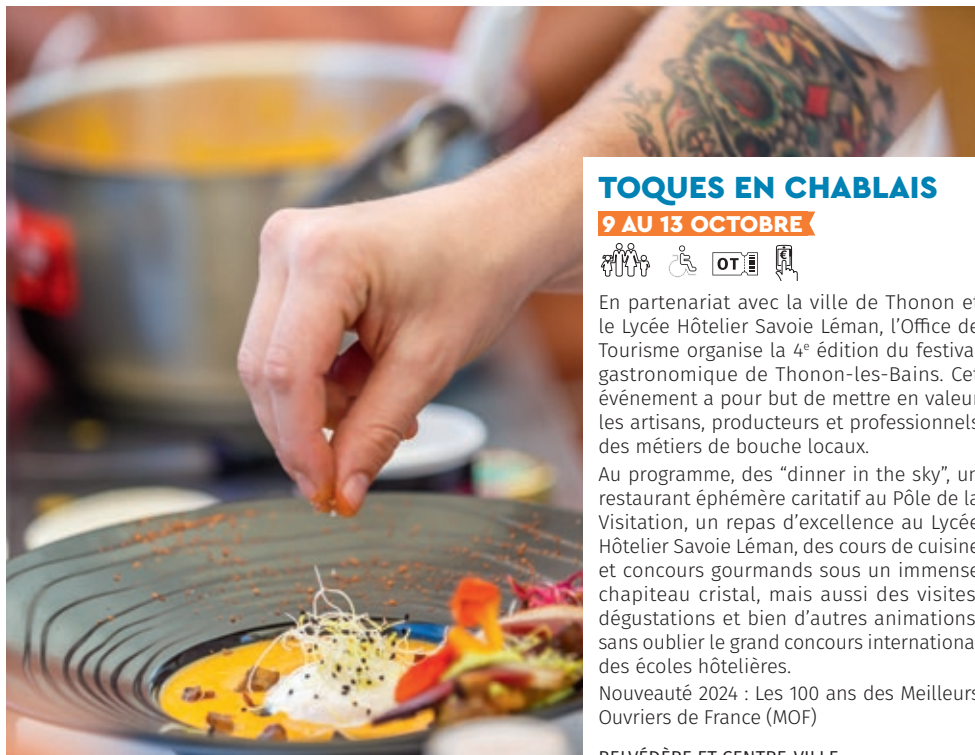 TOQUES EN CHABLAIS
9 AU 13 OCTOBRE
OT €
En partenariat avec la ville de Thonon et
le Lycée Hôtelier Savoie Léman, l’Office de
Tourisme organise la 4e édition du festival
gastronomique de Thonon-les-Bains. Cet
événement a pour but de mettre en valeur
les artisans, producteurs et professionnels
des métiers de bouche locaux.
Au programme, des “dinner in the sky”, un
restaurant éphémère caritatif au Pôle de la
Visitation, un repas d’excellence au Lycée
Hôtelier Savoie Léman, des cours de cuisine
et concours gourmands sous un immense
chapiteau cristal, mais aussi des visites,
dégustations et bien d’autres animations,
sans oublier le grand concours international
des écoles hôtelières.
Nouveauté 2024 : Les 100 ans des Meilleurs
Ouvriers de France (MOF)
BELVÉDÈRE ET CENTRE-VILLE